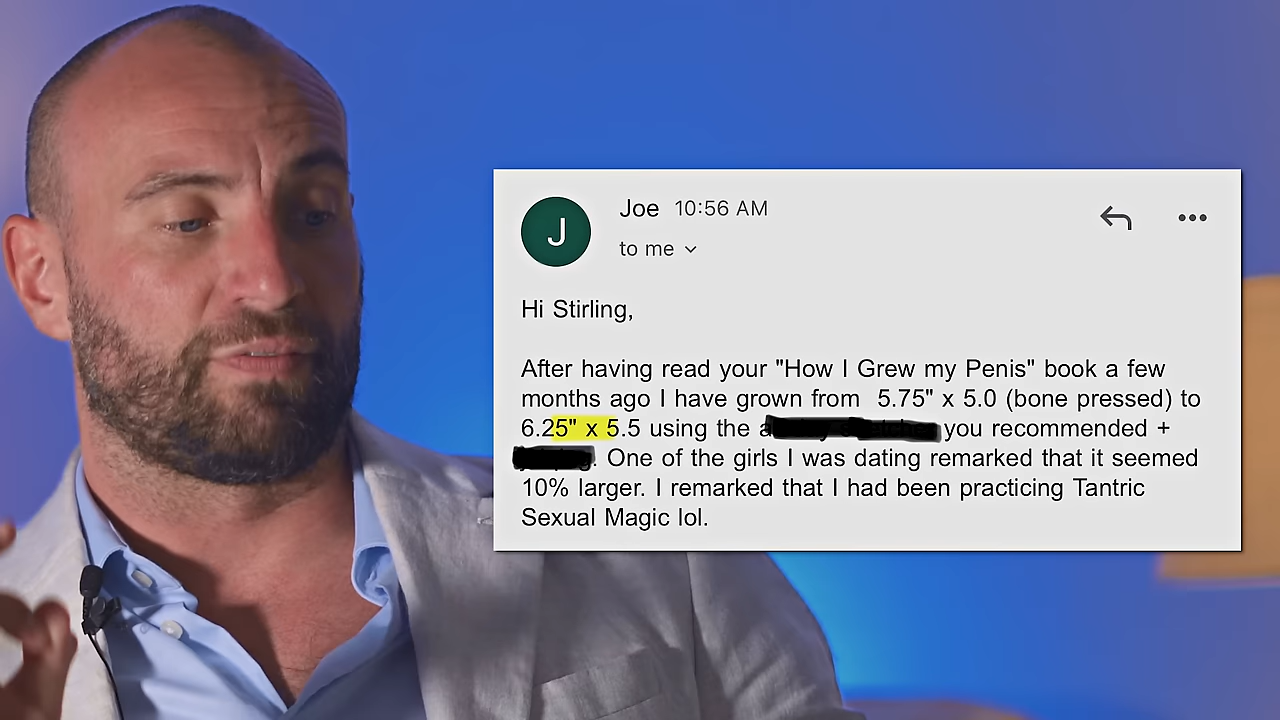 J
Joe 10:56 AM
to me
Hi Stirling,
After having read your "How I Grew my Penis" book a few
months ago I have grown from 5.75" x 5.0 (bone pressed) to
6.25" x 5.5 using the you recommended +
One of the girls I was dating remarked that it seemed
10% larger. I remarked that I had been practicing Tantric
Sexual Magic lol.